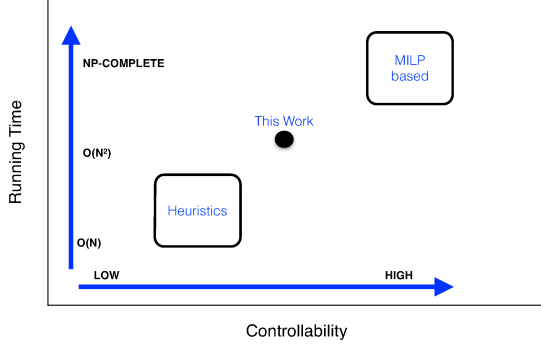 NP-COMPLETE
MILP
based
This Work
O(N²)
Heuristics
O(N)
LOW
HIGH
Running Time
Controllability